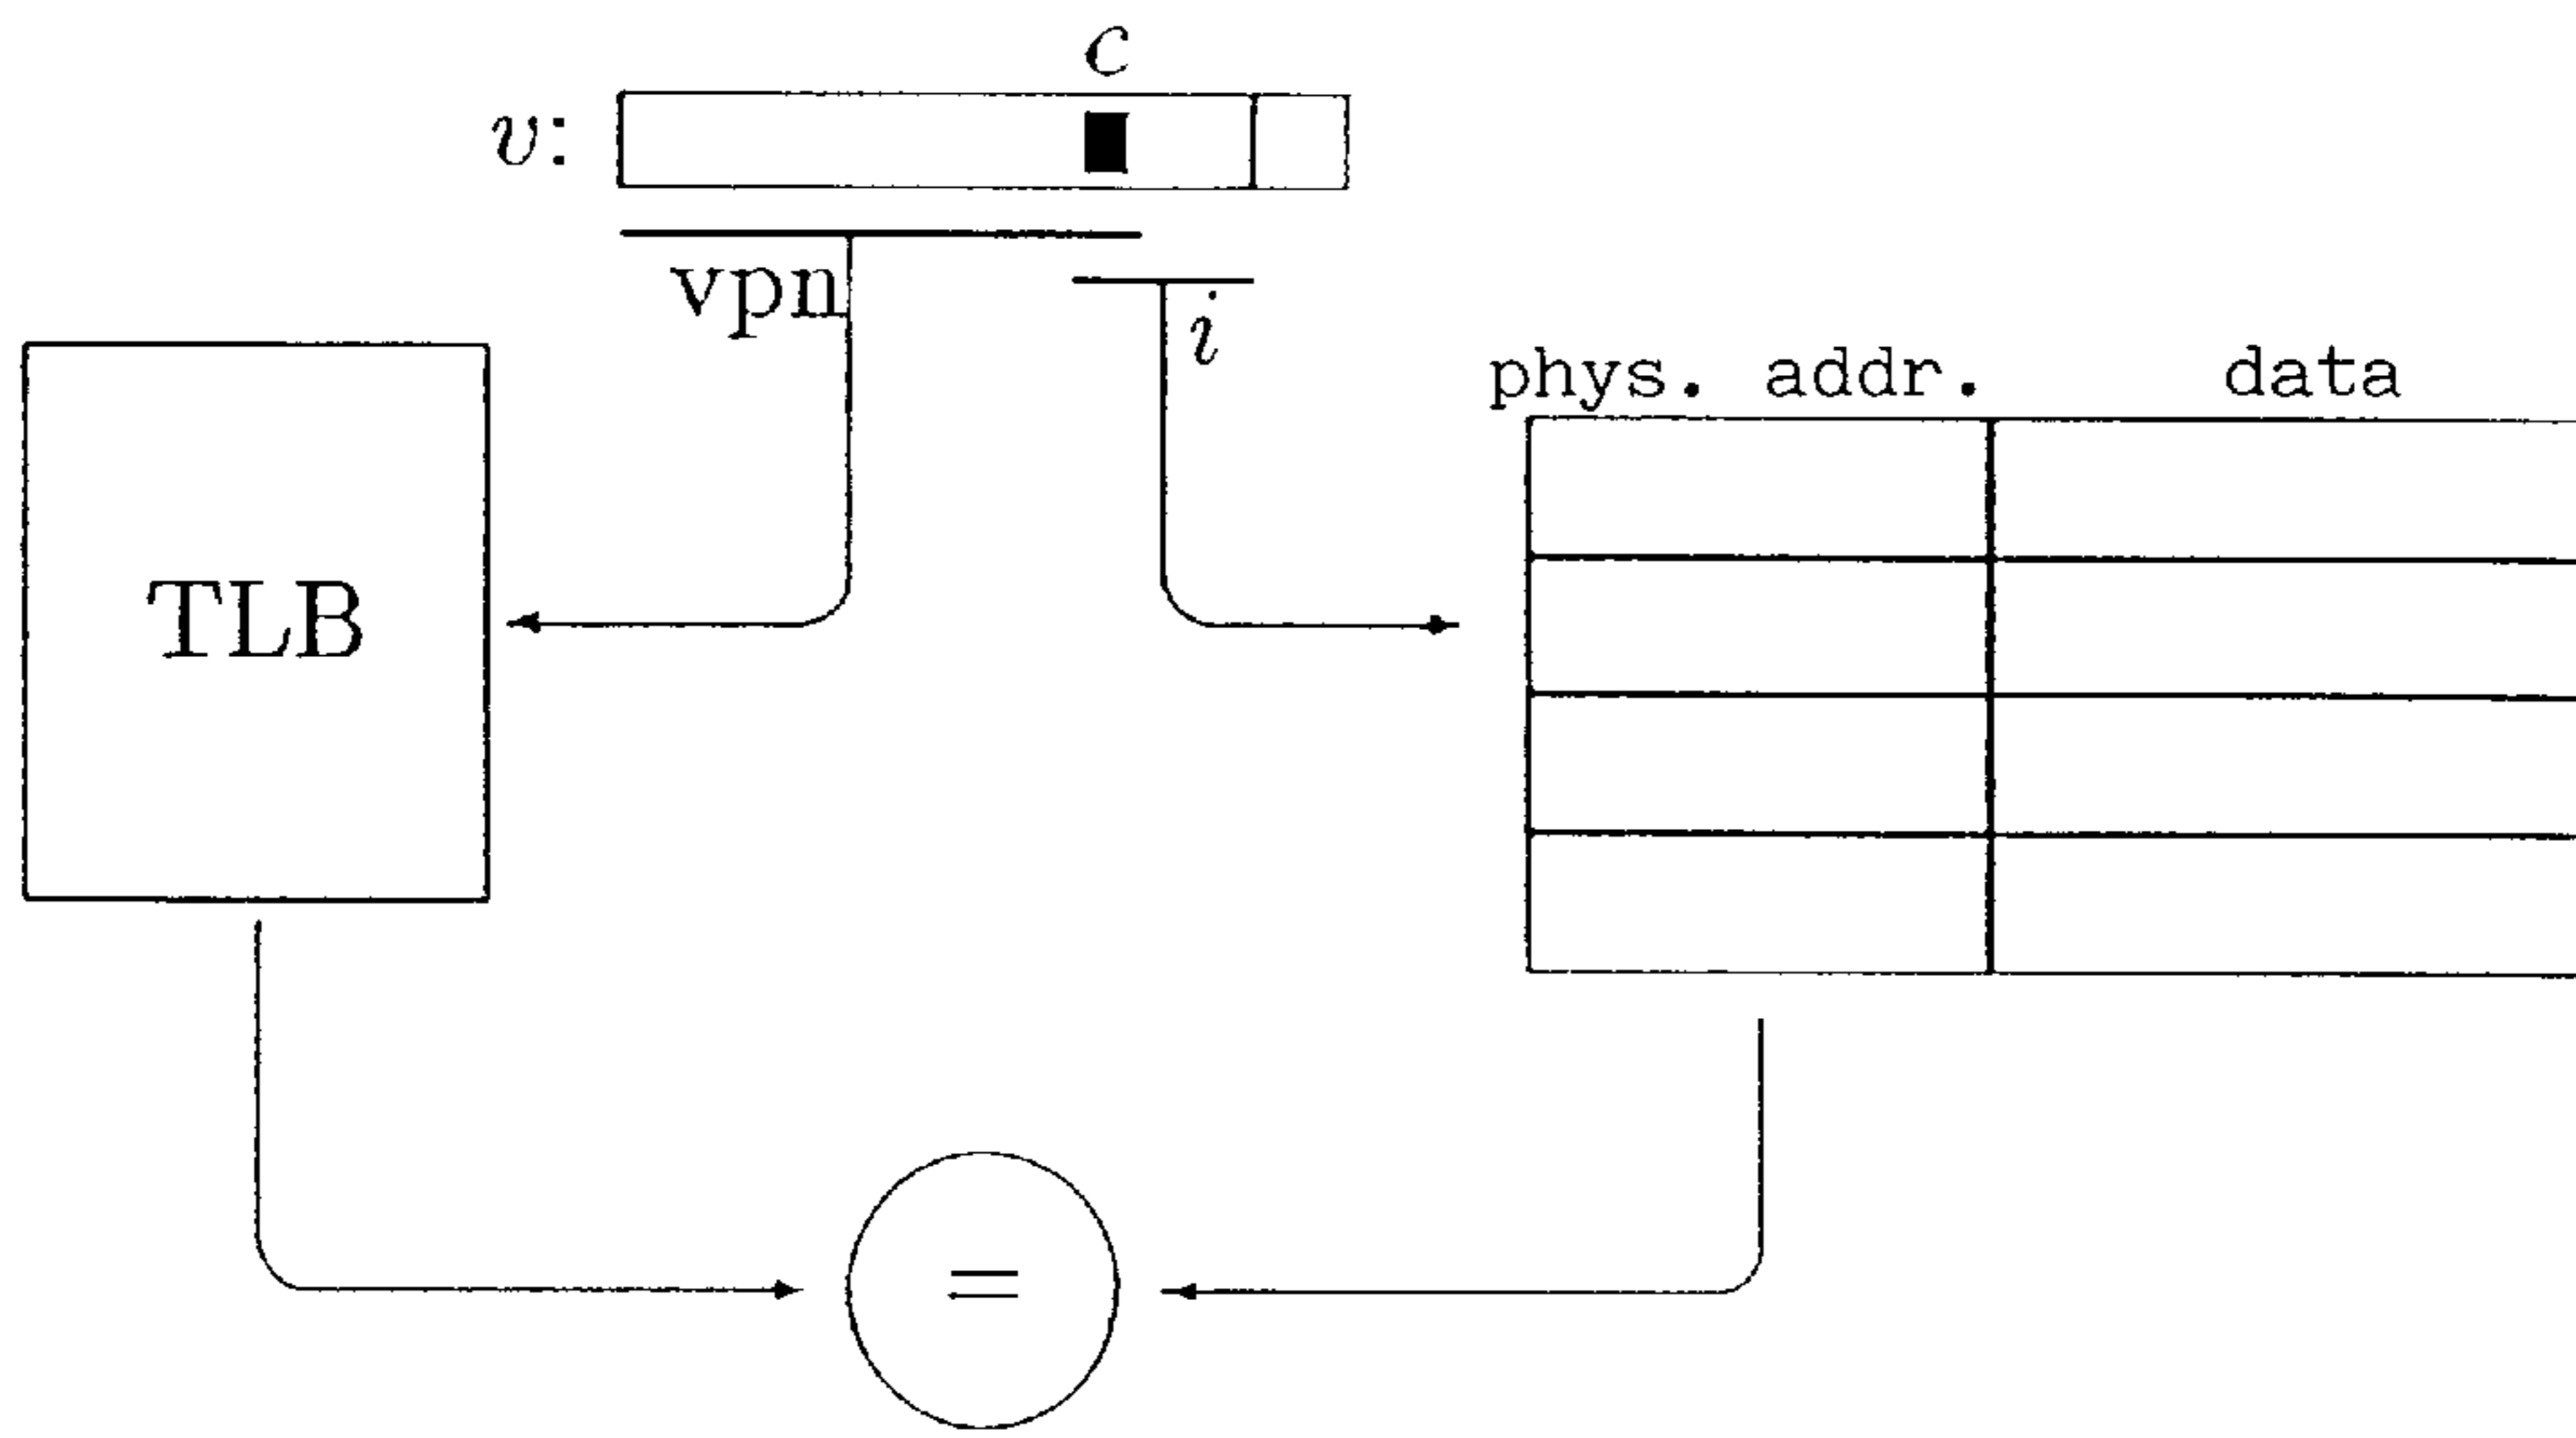 c
v:
vpn
i
phys. addr. data
TLB
=